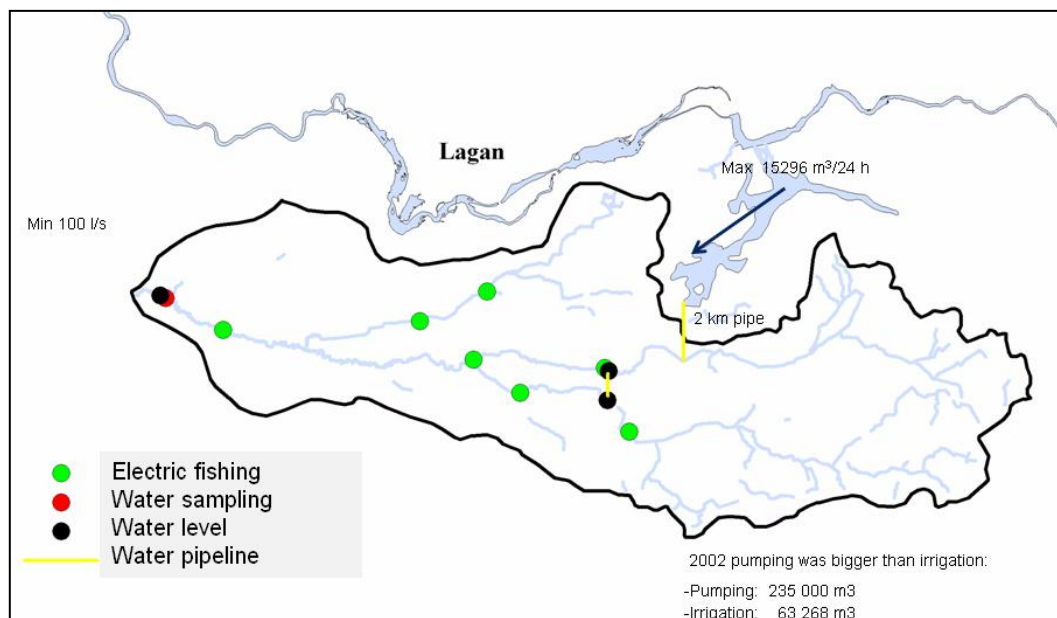 Lagan
Max 15296 m³/24 h
Min 100 l/s
2 km pipe
Electric fishing
Water sampling
Water level
Water pipeline
2002 pumping was bigger than irrigation:
-Pumping: 235 000 m3
-Irrigation: 63 268 m3